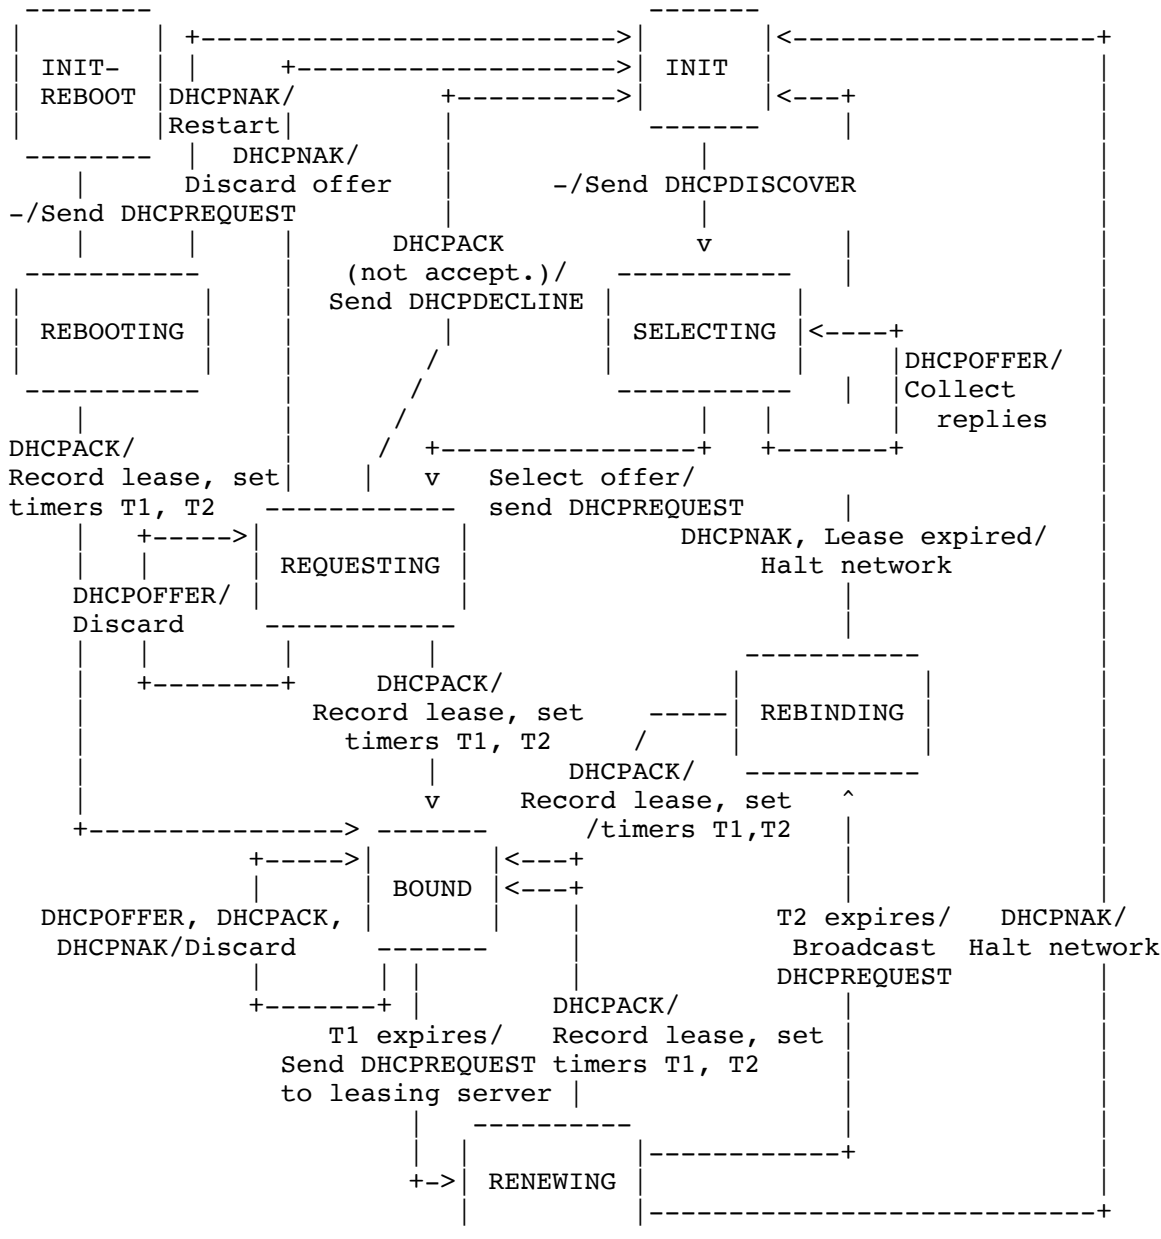 INIT-
INIT
REBOOT
DHCPNAK/
Restart
DHCPNAK/
Discard offer
-/Send DHCPDISCOVER
-/Send DHCPREQUEST
DHCPACK
v
(not accept.)/
Send DHCPDECLINE
REBOOTING
SELECTING
DHCPOFFER/
Collect
replies
DHCPACK/
Record lease, set
v
Select offer/
timers T1, T2
send DHCPREQUEST
DHCPNAK, Lease expired/
REQUESTING
Halt network
DHCPOFFER/
Discard
DHCPACK/
Record lease, set
REBINDING
timers T1, T2
DHCPACK/
v
Record lease, set
/timers T1,T2
BOUND
DHCPOFFER, DHCPACK,
T2 expires/
DHCPNAK/
DHCPNAK/Discard
Broadcast
Halt network
DHCPREQUEST
DHCPACK/
T1 expires/
Record lease, set
Send DHCPREQUEST
timers T1, T2
to leasing server
RENEWING